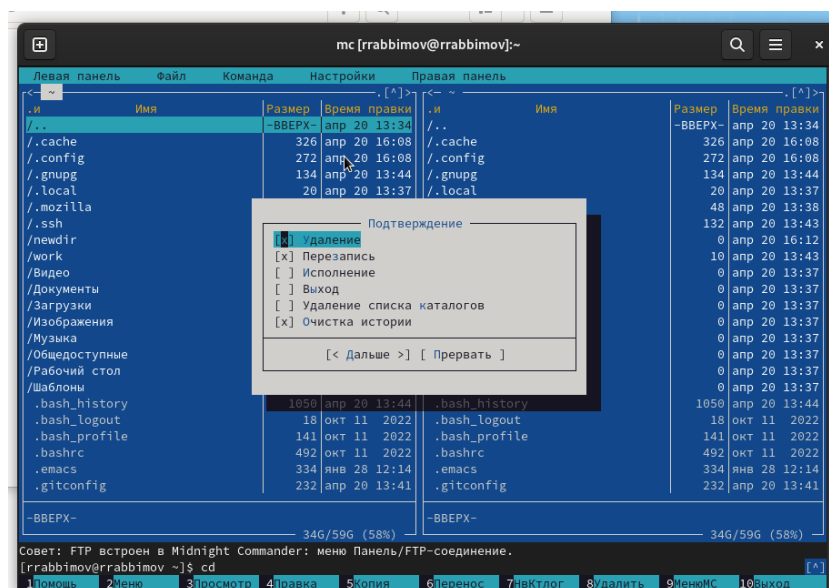 mc [rrabbimov@rrabbimov]:~
Левая панель Файл Команда Настройки Правая панель
<— ~ .[^]> <— ~ .[^]>
.и Имя Размер Время правки .и Имя Размер Время правки
/.. -ВВЕРХ- апр 20 13:34 /.. -ВВЕРХ- апр 20 13:34
/.cache 326 апр 20 16:08 /.cache 326 апр 20 16:08
/.config 272 апр 20 16:08 /.config 272 апр 20 16:08
/.gnupg 134 апр 20 13:44 /.gnupg 134 апр 20 13:44
/.local 20 апр 20 13:37 /.local 20 апр 20 13:37
/.mozilla 48 апр 20 13:38
/.ssh Подтверждение 132 апр 20 13:43
/newdir [x] Удаление 0 апр 20 16:12
/work [x] Перезапись 10 апр 20 13:43
/Видео [ ] Исполнение 0 апр 20 13:37
/Документы [ ] Выход 0 апр 20 13:37
/Загрузки [ ] Удаление списка каталогов 0 апр 20 13:37
/Изображения [x] Очистка истории 0 апр 20 13:37
/Музыка 0 апр 20 13:37
/Общедоступные [< Дальше >] [ Прервать ] 0 апр 20 13:37
/Рабочий стол 0 апр 20 13:37
/Шаблоны 0 апр 20 13:37
.bash_history 1050 апр 20 13:44 .bash_history 1050 апр 20 13:44
.bash_logout 18 окт 11 2022 .bash_logout 18 окт 11 2022
.bash_profile 141 окт 11 2022 .bash_profile 141 окт 11 2022
.bashrc 492 окт 11 2022 .bashrc 492 окт 11 2022
.emacs 334 янв 28 12:14 .emacs 334 янв 28 12:14
.gitconfig 232 апр 20 13:41 .gitconfig 232 апр 20 13:41
-ВВЕРХ- -ВВЕРХ-
34G/59G (58%) 34G/59G (58%)
Совет: FTP встроен в Midnight Commander: меню Панель/FTP-соединение.
[rrabbimov@rrabbimov ~]$ cd [^]
1Помощь 2Меню 3Просмотр 4Правка 5Копия 6Перенос 7НвКтлог 8Удалить 9МенюМС 10Выход